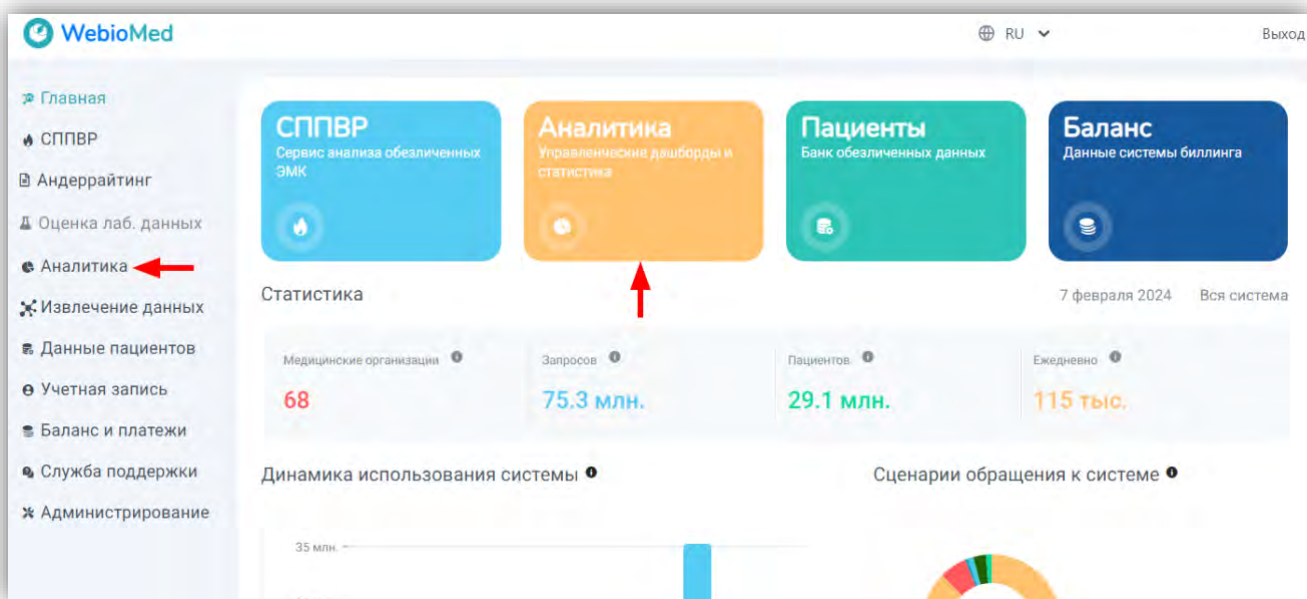 WebioMed
RU
Выход
Главная
СППВР
Андеррайтинг
Оценка лаб. данных
Аналитика
Извлечение данных
Данные пациентов
Учетная запись
Баланс и платежи
Служба поддержки
Администрирование
СППВР
Сервис анализа обезличенных
ЭМК
Аналитика
Управленческие дашборды и
статистика
Пациенты
Банк обезличенных данных
Баланс
Данные системы биллинга
Статистика
7 февраля 2024
Вся система
Медицинские организации
68
Запросов
75.3 млн.
Пациентов
29.1 млн.
Ежедневно
115 тыс.
Динамика использования системы
Сценарии обращения к системе
35 млн.